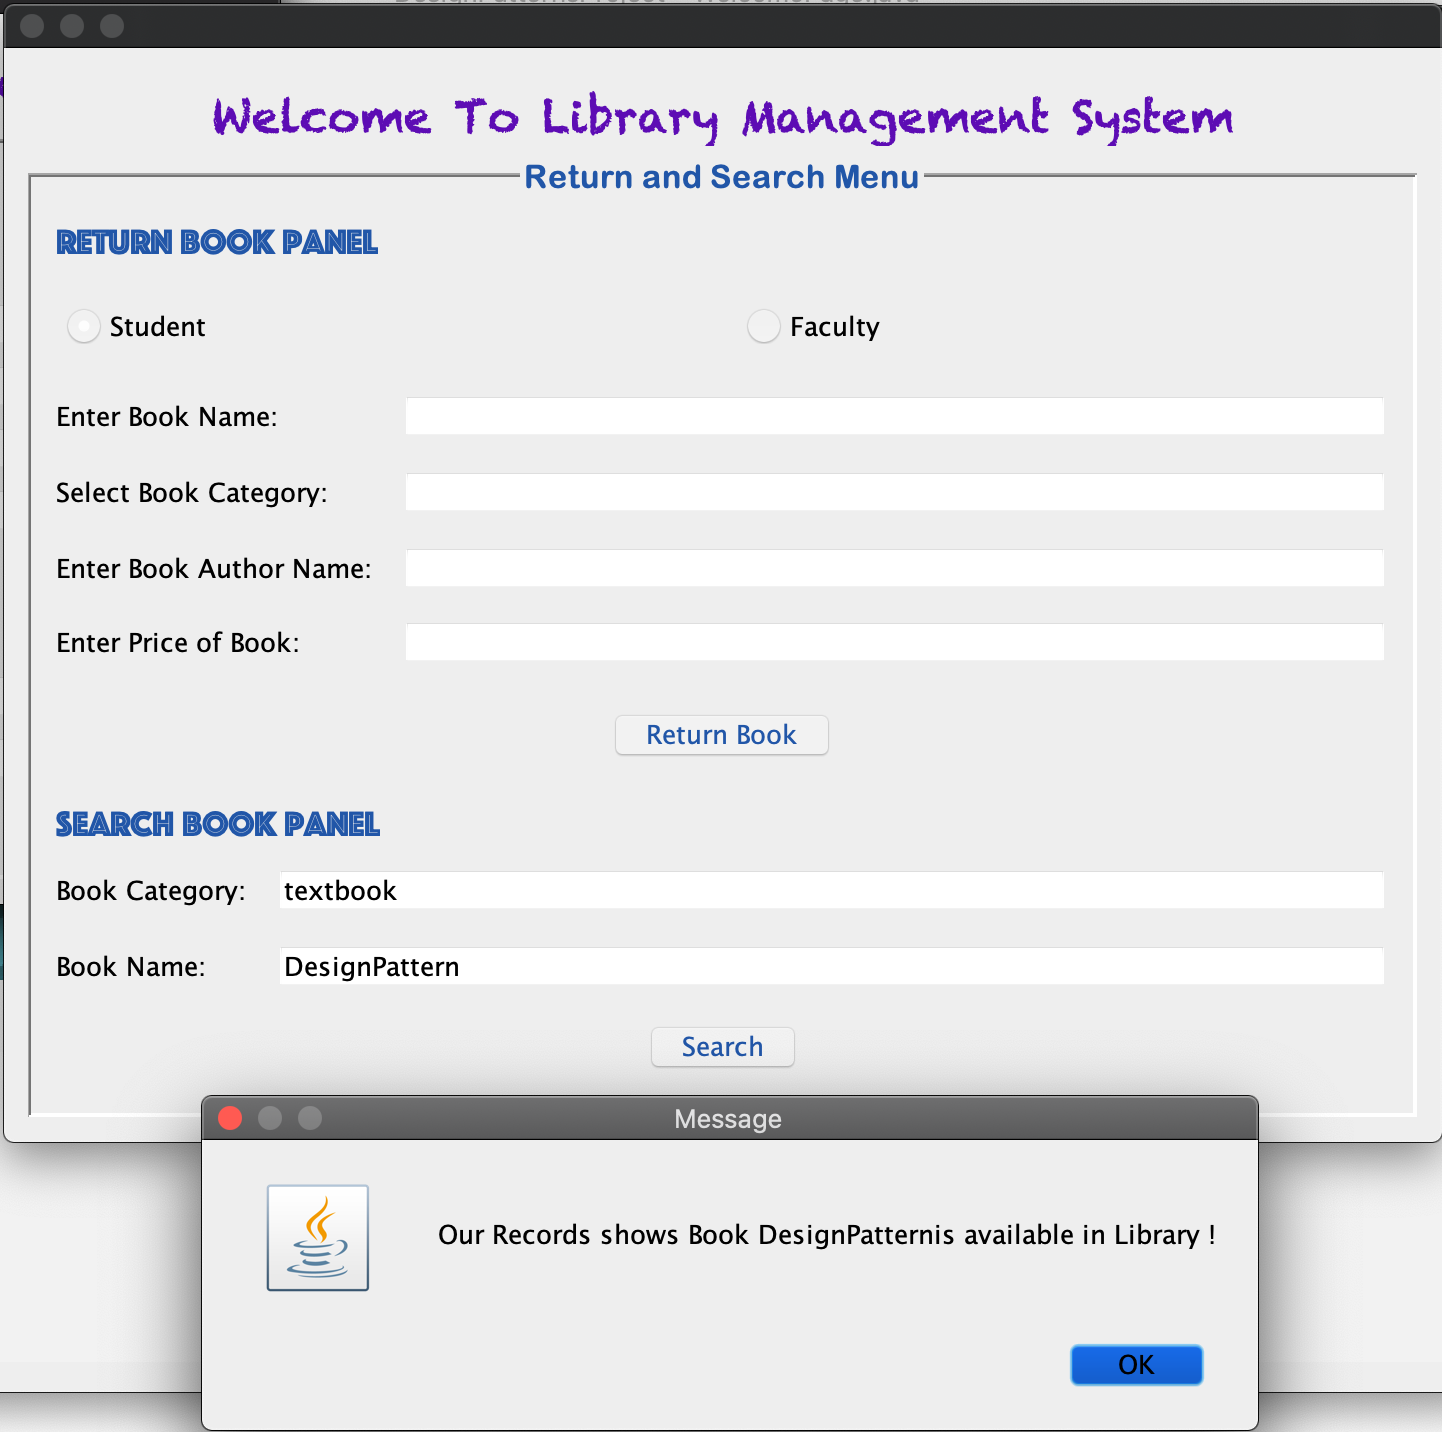 Welcome To Library Management System
Return and Search Menu
RETURN BOOK PANEL
Student Faculty
Enter Book Name:
Select Book Category:
Enter Book Author Name:
Enter Price of Book:
Return Book
SEARCH BOOK PANEL
Book Category: textbook
Book Name: DesignPattern
Search
Message
Our Records shows Book DesignPatternis available in Library !
OK